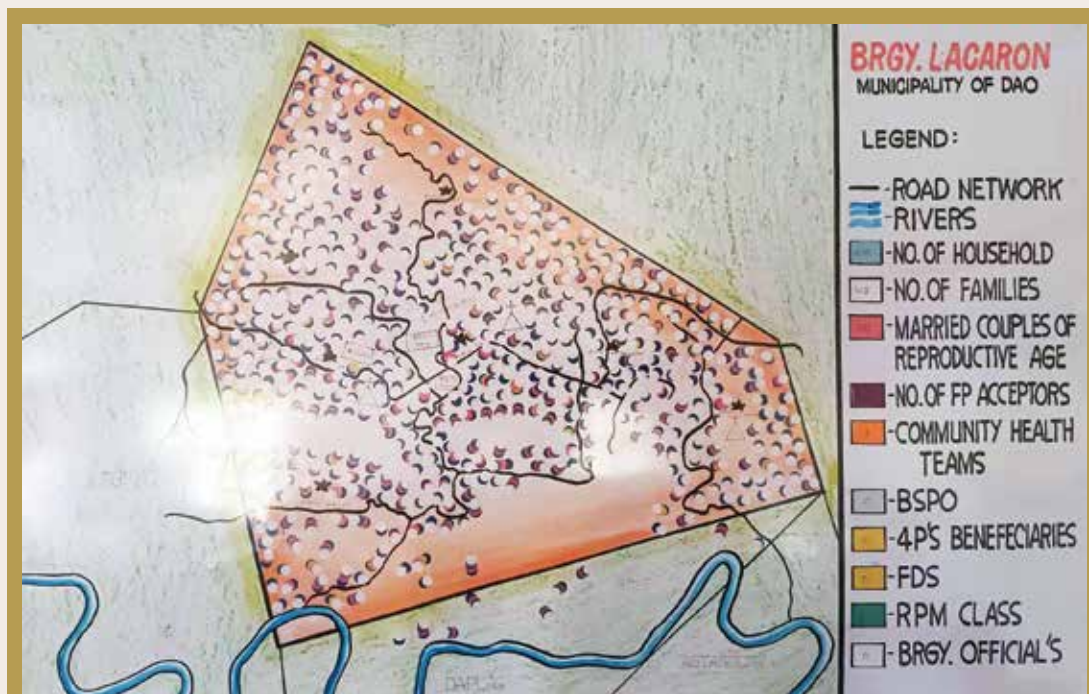 BRGY. LACARON
MUNICIPALITY OF DAO
LEGEND:
-ROAD NETWORK
-RIVERS
-NO. OF HOUSEHOLD
-NO. OF FAMILIES
-MARRIED COUPLES OF
REPRODUCTIVE AGE
-NO. OF FP ACCEPTORS
-COMMUNITY HEALTH
TEAMS
-BSPO
-4P'S BENEFECIARIES
-FDS
-RPM CLASS
-BRGY. OFFICIAL'S